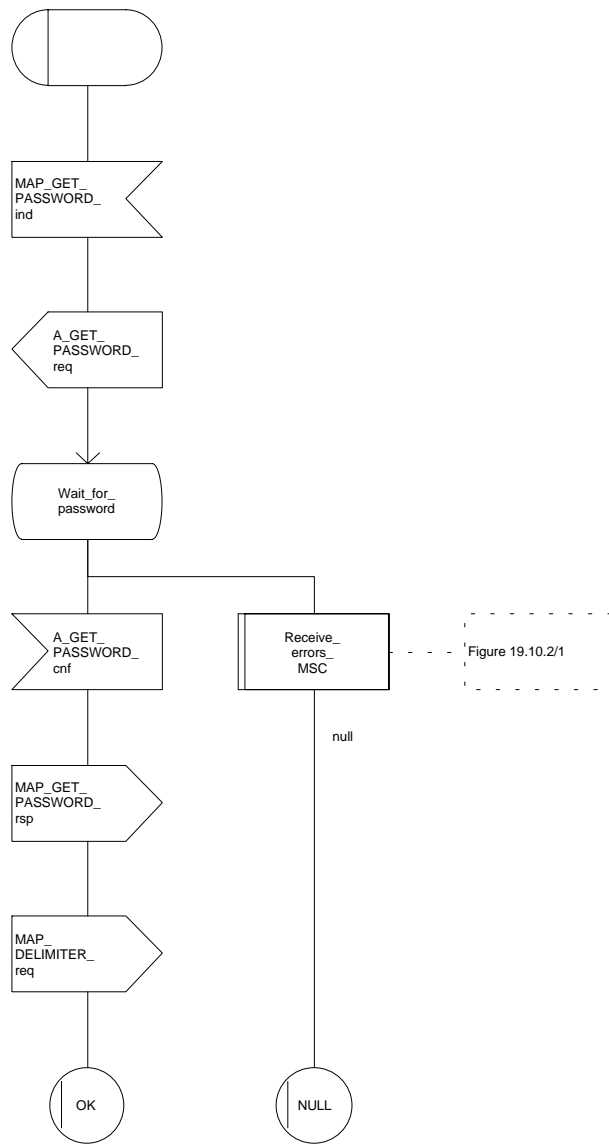 MAP_GET_
PASSWORD_
ind
A_GET_
PASSWORD_
req
Wait_for_
password
A_GET_
PASSWORD_
cnf
Receive_
errors_
MSC
Figure 19.10.2/1
null
MAP_GET_
PASSWORD_
rsp
MAP_
DELIMITER_
req
OK
NULL